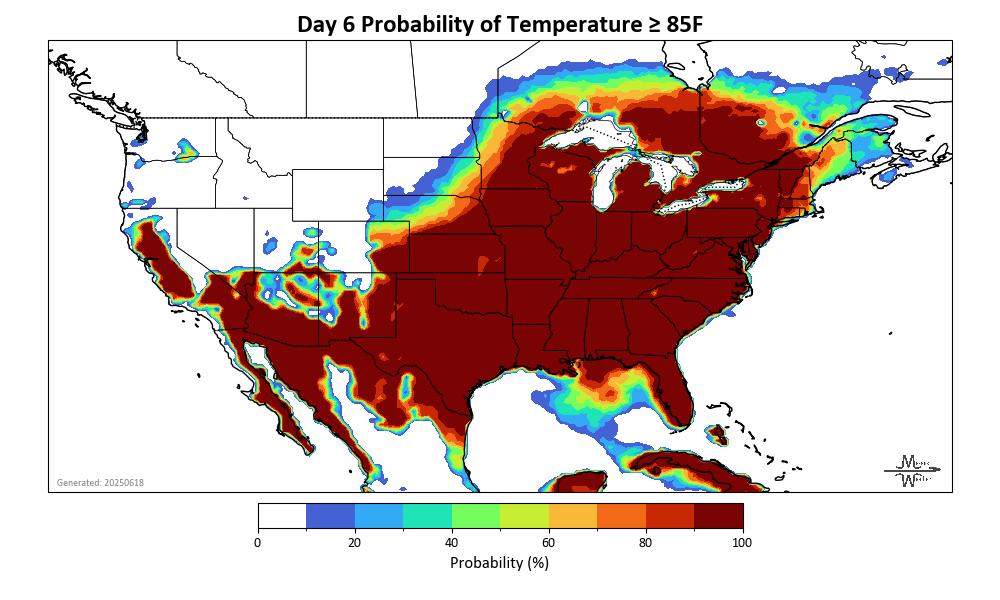 Day 6 Probability of Temperature ≥ 85F
Generated: 20250618
0 20 40 60 80 100
Probability (%)